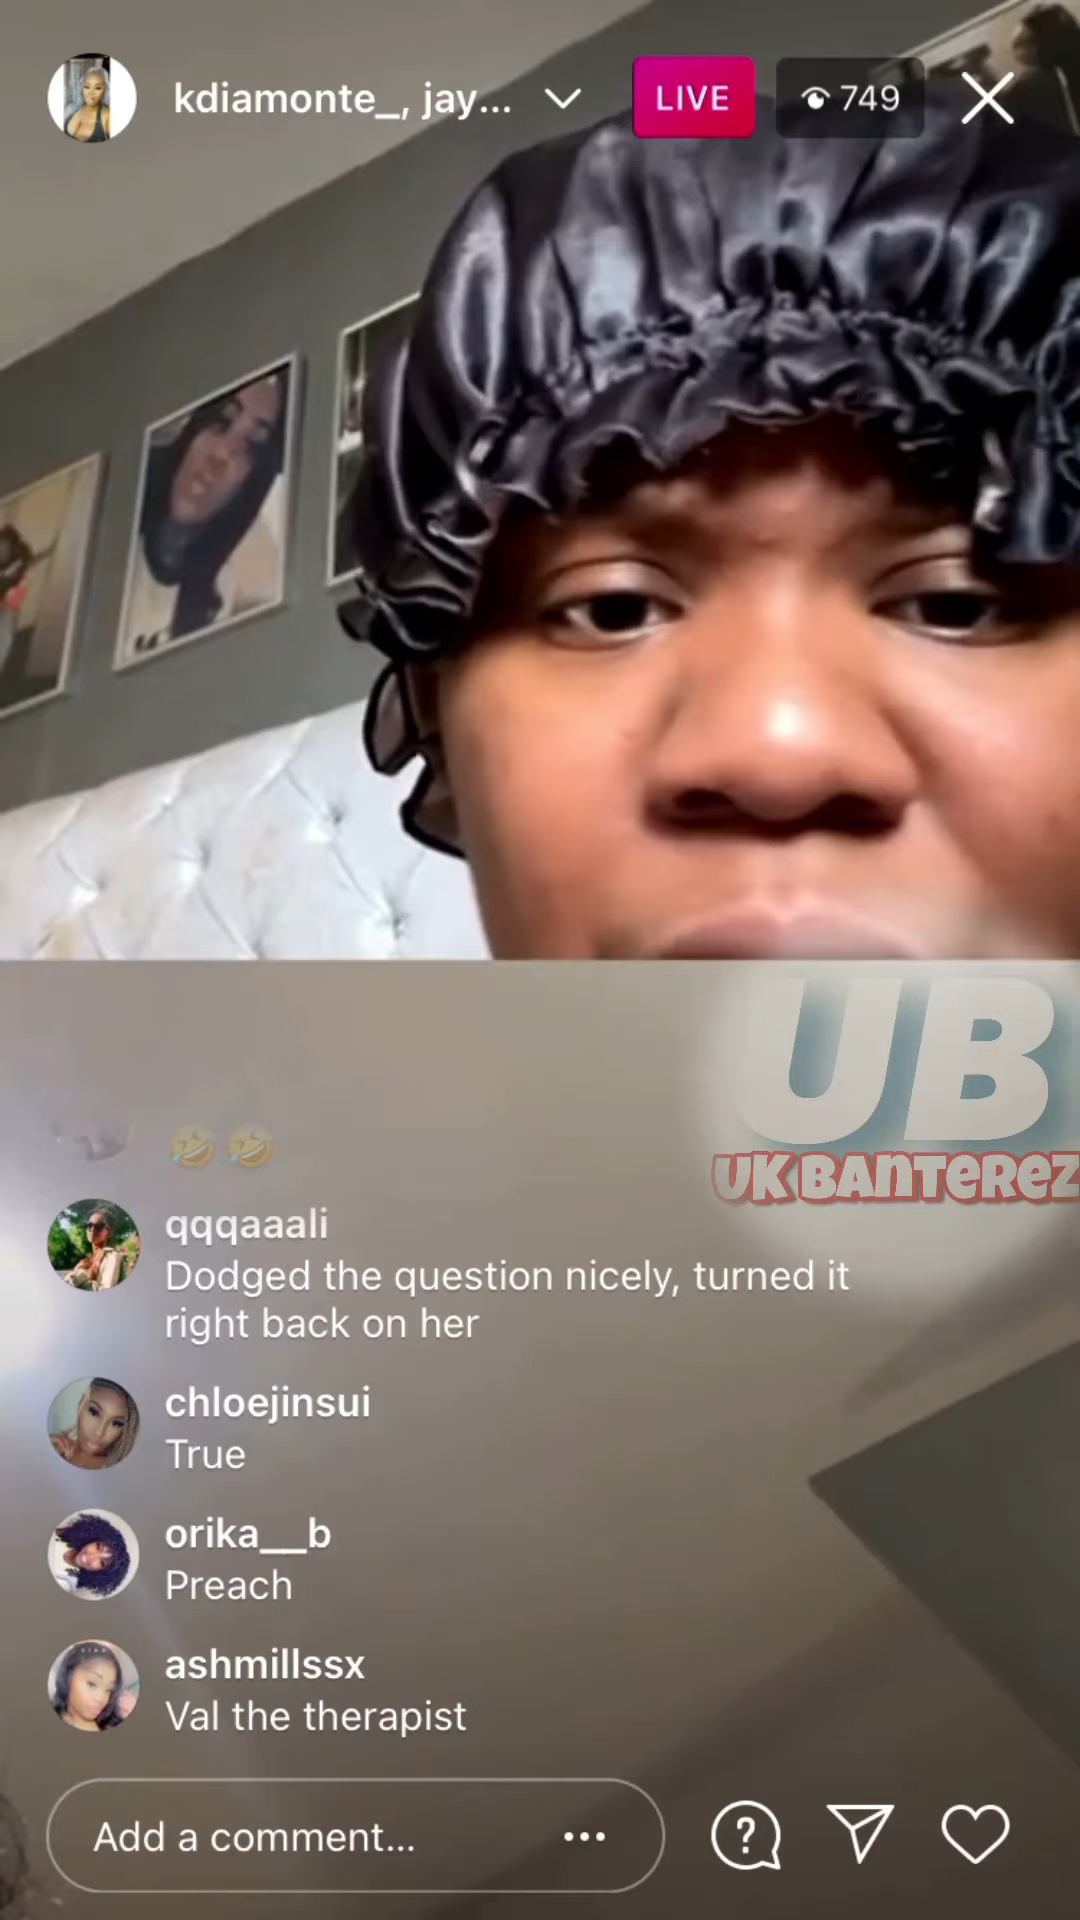 kdiamonte_, jay...
LIVE
749
UB
UK BANTEREZ
🤣🤣
qqqaaali
Dodged the question nicely, turned it
right back on her
chloejinsui
True
orika__b
Preach
ashmillssx
Val the therapist
Add a comment...